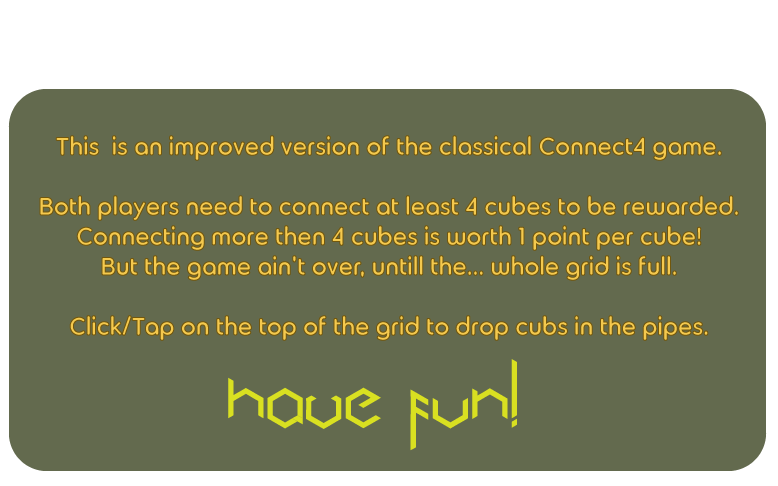 This is an improved version of the classical Connect4 game.
Both players need to connect at least 4 cubes to be rewarded.
Connecting more then 4 cubes is worth 1 point per cube!
But the game ain't over, untill the... whole grid is full.
Click/Tap on the top of the grid to drop cubs in the pipes.
have fun!